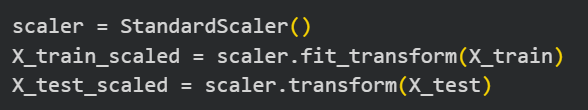 scaler = StandardScaler()
X_train_scaled = scaler.fit_transform(X_train)
X_test_scaled = scaler.transform(X_test)